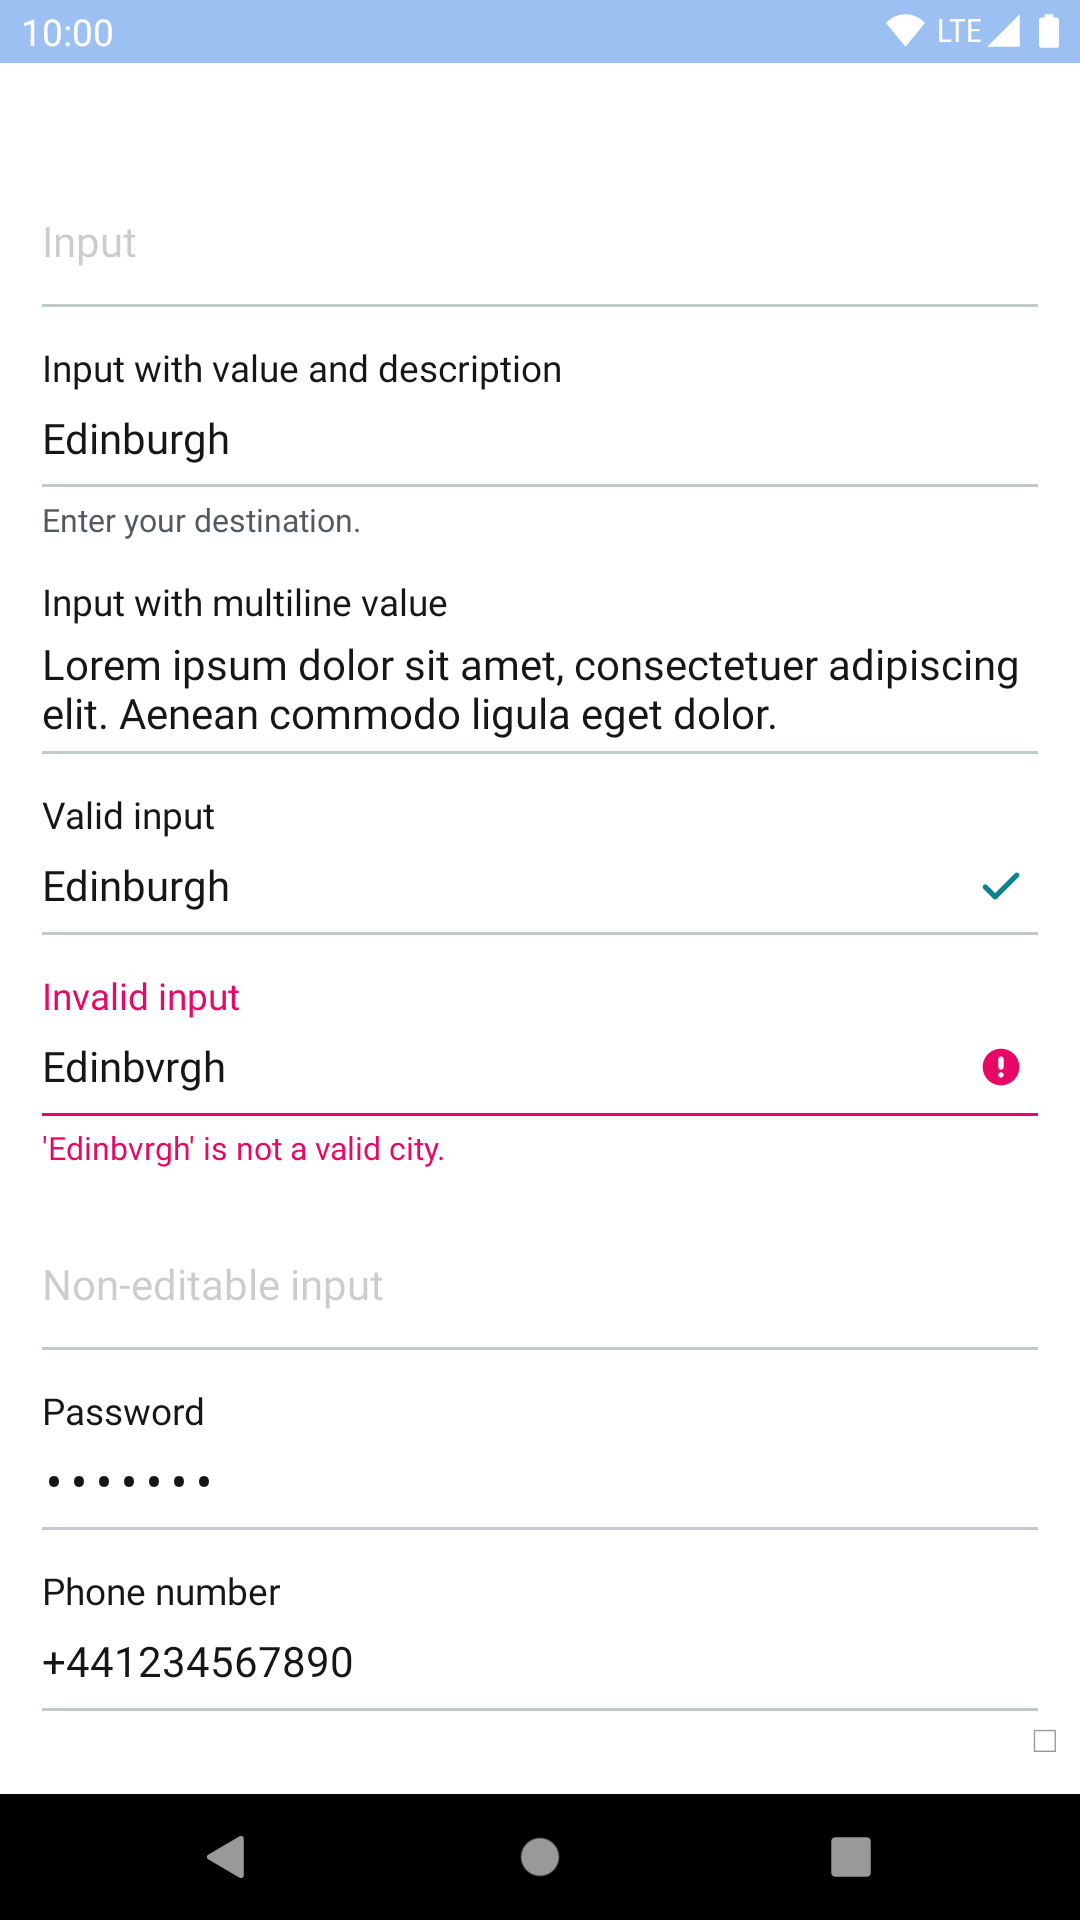 10:00
LTE
Input
Input with value and description
Edinburgh
Enter your destination.
Input with multiline value
Lorem ipsum dolor sit amet, consectetuer adipiscing
elit. Aenean commodo ligula eget dolor.
Valid input
Edinburgh
Invalid input
Edinbvrgh
'Edinbvrgh' is not a valid city.
Non-editable input
Password
•••••••
Phone number
+441234567890